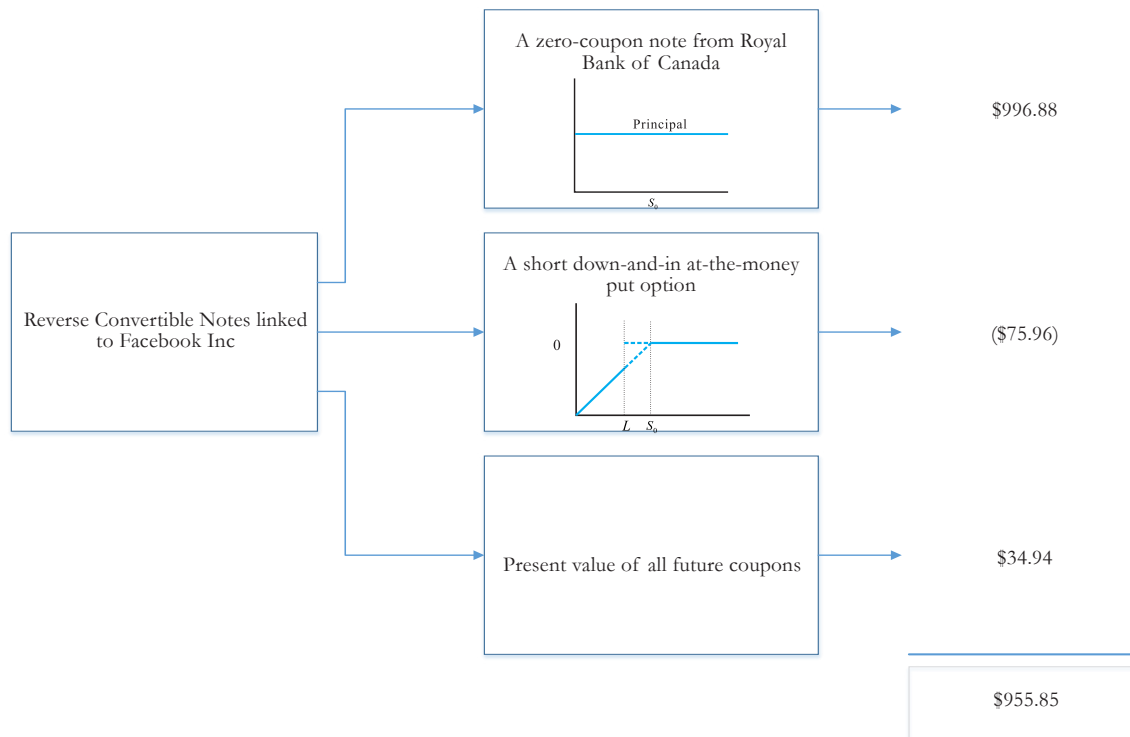 A zero-coupon note from Royal
Bank of Canada
Principal
S0
$996.88
Reverse Convertible Notes linked
to Facebook Inc
A short down-and-in at-the-money
put option
0
L S0
($75.96)
Present value of all future coupons
$34.94
$955.85